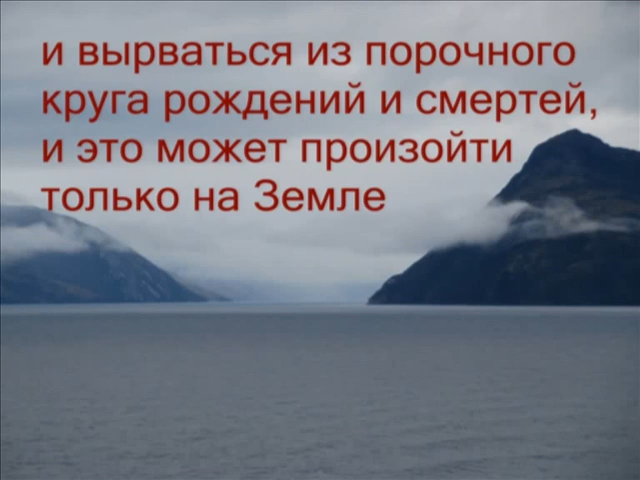 и вырваться из порочного
круга рождений и смертей,
и это может произойти
только на Земле